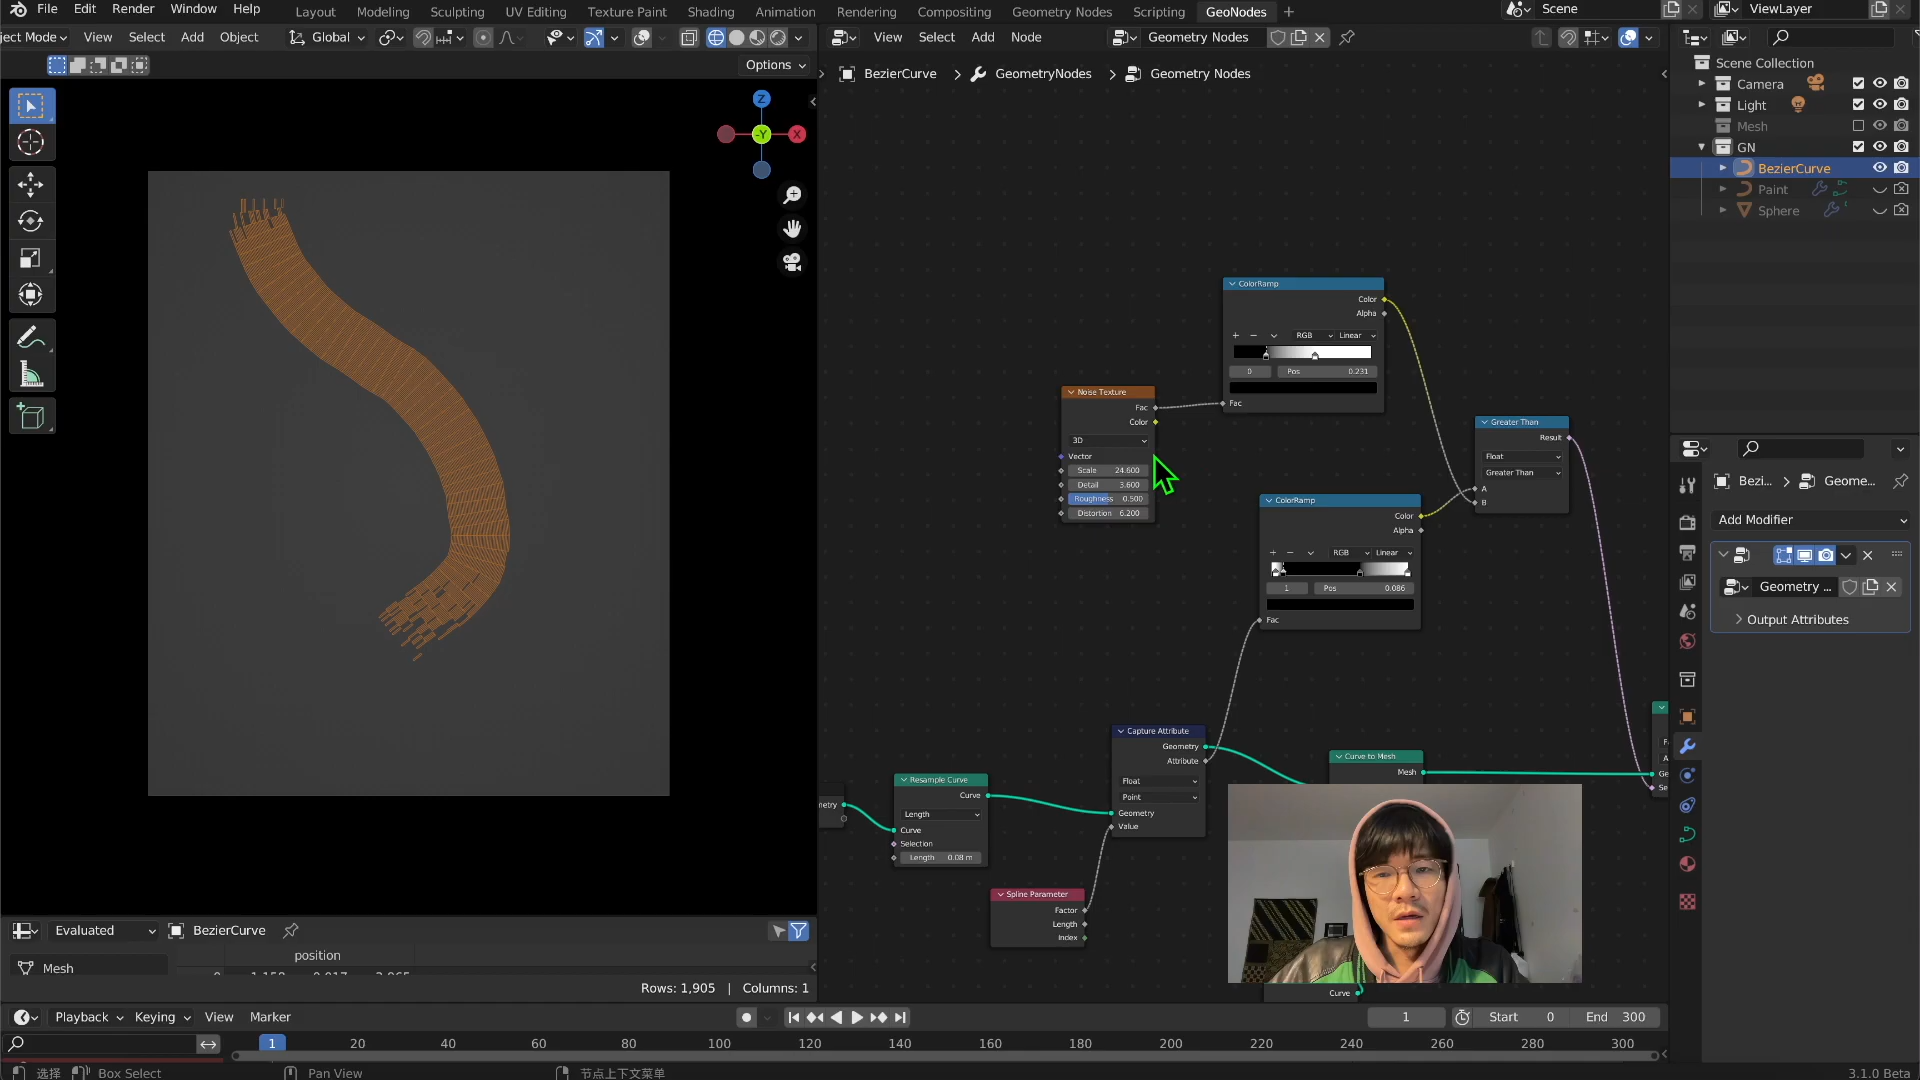 File Edit Render Window Help Layout Modeling Sculpting UV Editing Texture Paint Shading Animation Rendering Compositing Geometry Nodes Scripting GeoNodes + Scene ViewLayer
ject Mode View Select Add Object Global View Select Add Node Geometry Nodes
Options
BezierCurve > GeometryNodes > Geometry Nodes
Z
-Y X
Scene Collection
Camera
Light
Mesh
GN
BezierCurve
Paint
Sphere
ColorRamp
Color
Alpha
+ − RGB Linear
0 Pos 0.231
Fac
Noise Texture
Fac
Color
3D
Vector
Scale 24.600
Detail 3.600
Roughness 0.500
Distortion 6.200
Greater Than
Result
Float
Greater Than
A
B
ColorRamp
Color
Alpha
+ − RGB Linear
1 Pos 0.086
Fac
Bezi... > Geome...
Add Modifier
Geometry ...
Output Attributes
Capture Attribute
Geometry
Attribute
Float
Point
Geometry
Value
Curve to Mesh
Mesh
Resample Curve
Curve
Length
Curve
Selection
Length 0.08 m
metry
Spline Parameter
Factor
Length
Index
Ge
Se
Curve
Evaluated BezierCurve
position
Mesh
Rows: 1,905 | Columns: 1
Playback Keying View Marker 1 Start 0 End 300
1 20 40 60 80 100 120 140 160 180 200 220 240 260 280 300
选择 Box Select Pan View 节点上下文菜单 3.1.0 Beta